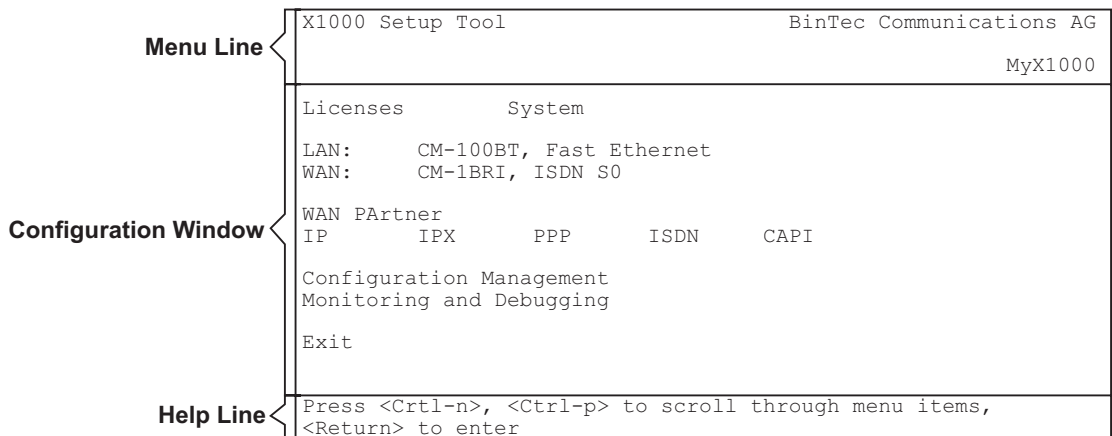 X1000 Setup Tool BinTec Communications AG
Menu Line
MyX1000
Licenses System
LAN: CM-100BT, Fast Ethernet
WAN: CM-1BRI, ISDN S0
WAN PArtner
Configuration Window
IP IPX PPP ISDN CAPI
Configuration Management
Monitoring and Debugging
Exit
Help Line
Press <Crtl-n>, <Ctrl-p> to scroll through menu items,
<Return> to enter